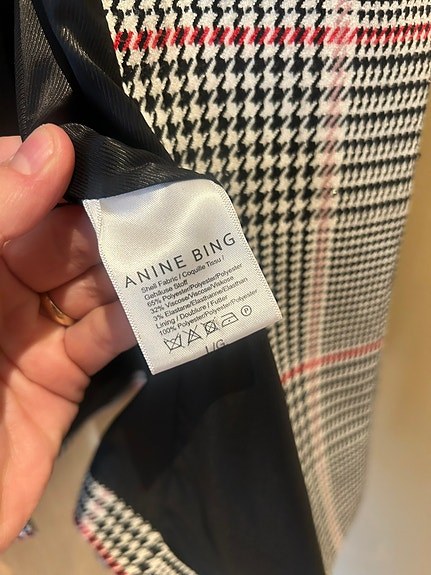 ANINE BING
Shell Fabric / Coquille Tissu /
Gehäuse Stoff
65% Polyester/Polyester/Polyester
32% Viscose/Viscose/Viskose
3% Elastane/Elasthanne/Elasthan
Lining / Doublure / Futter
100% Polyester/Polyester/Polyester
P
L/G